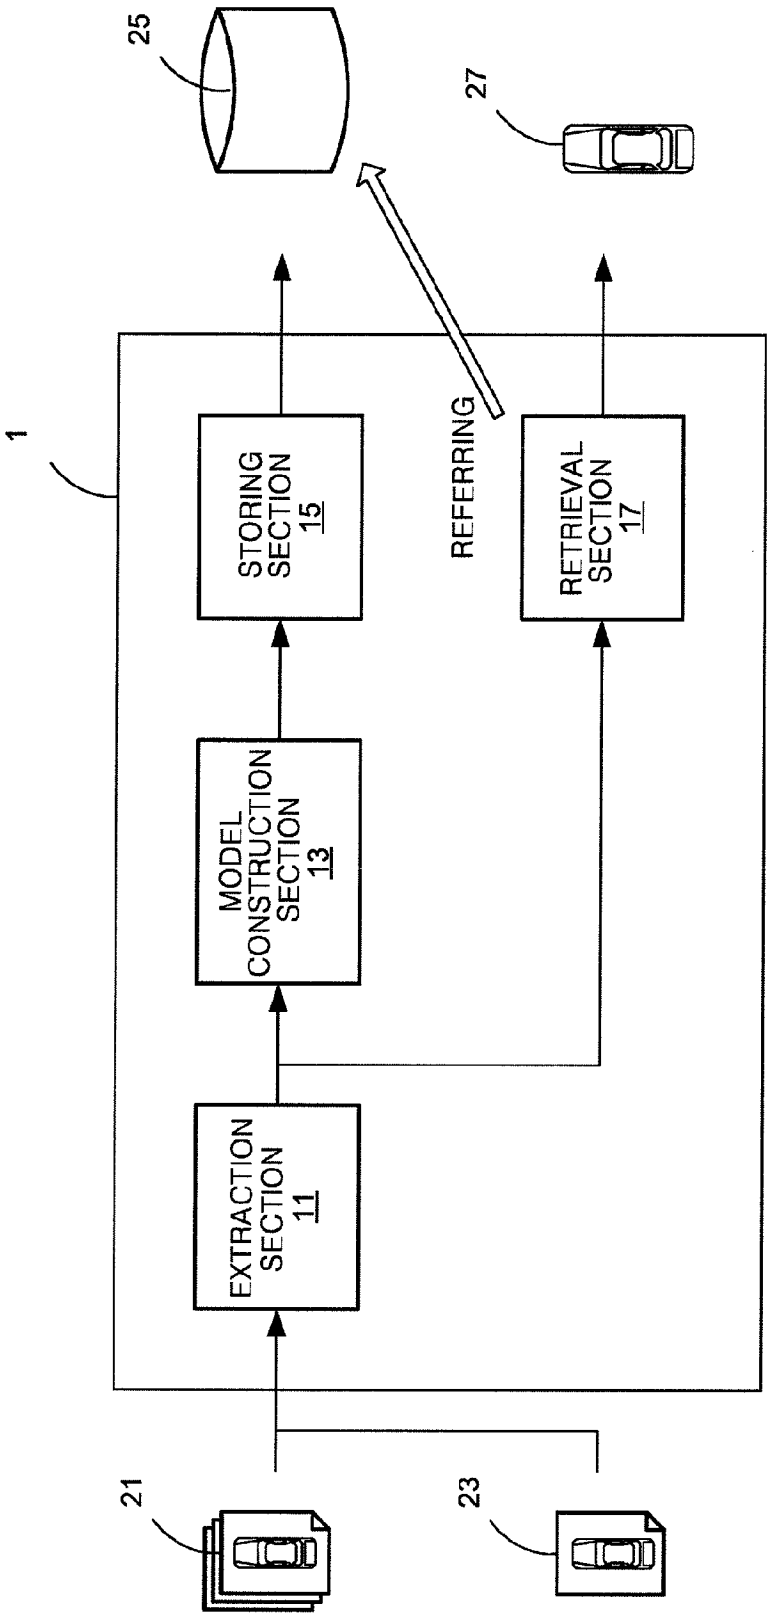 1
21
23
EXTRACTION
SECTION
11
MODEL
CONSTRUCTION
SECTION
13
STORING
SECTION
15
REFERRING
RETRIEVAL
SECTION
17
25
27